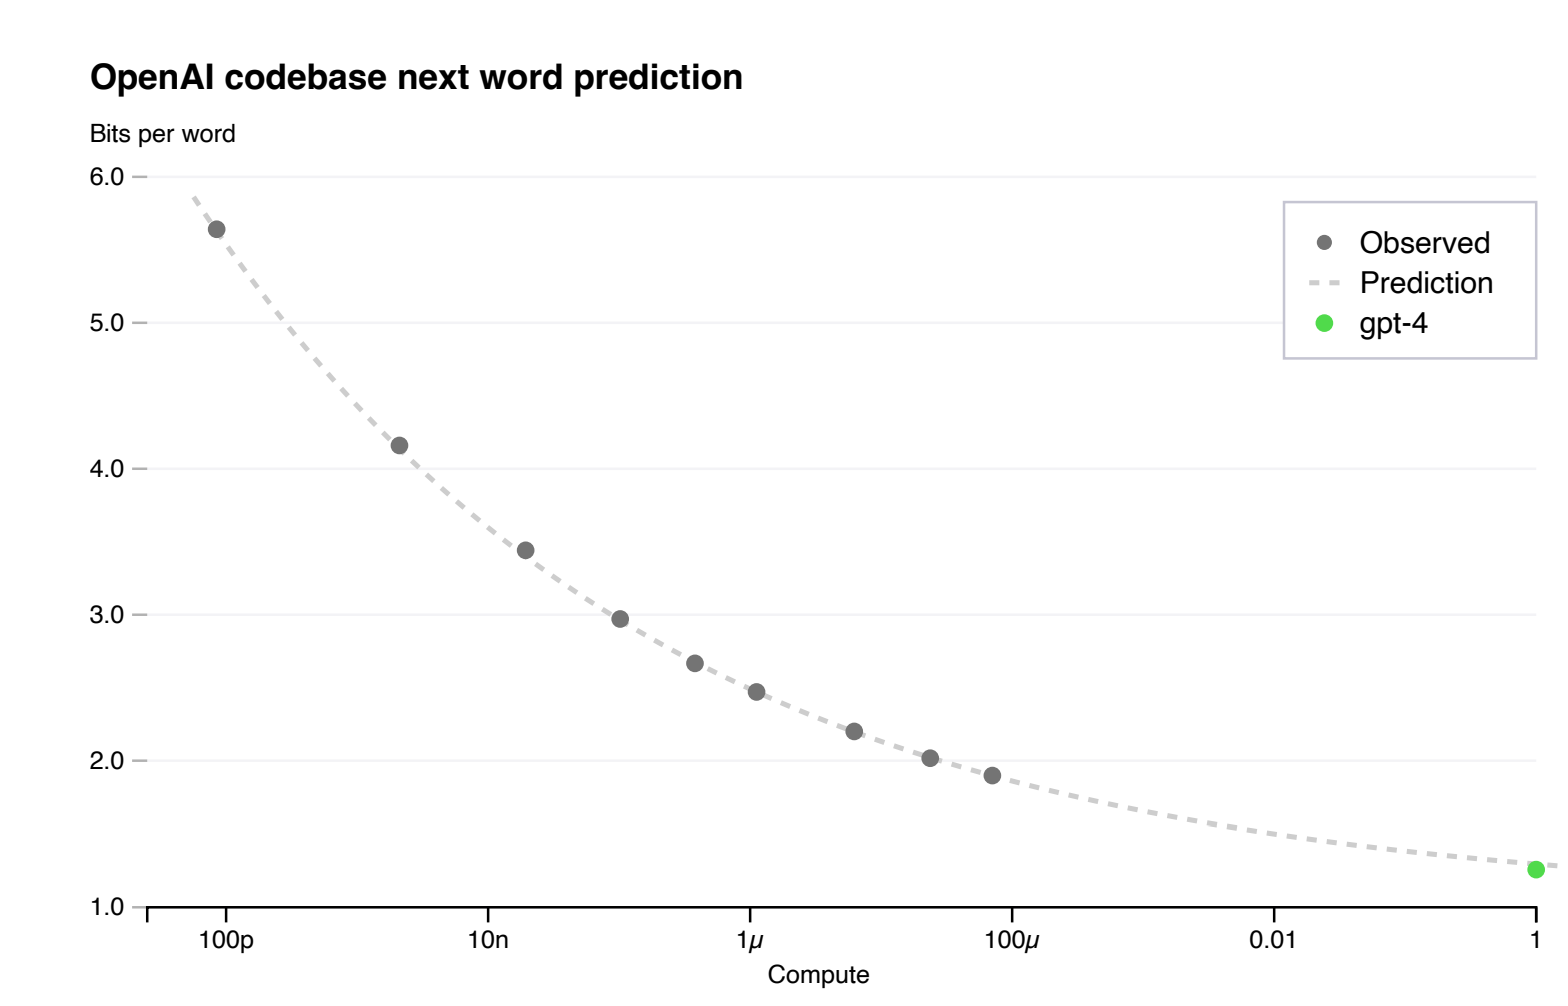 OpenAI codebase next word prediction
Bits per word
6.0
5.0
4.0
3.0
2.0
1.0
Observed
Prediction
gpt-4
100p 10n 1μ 100μ 0.01 1
Compute